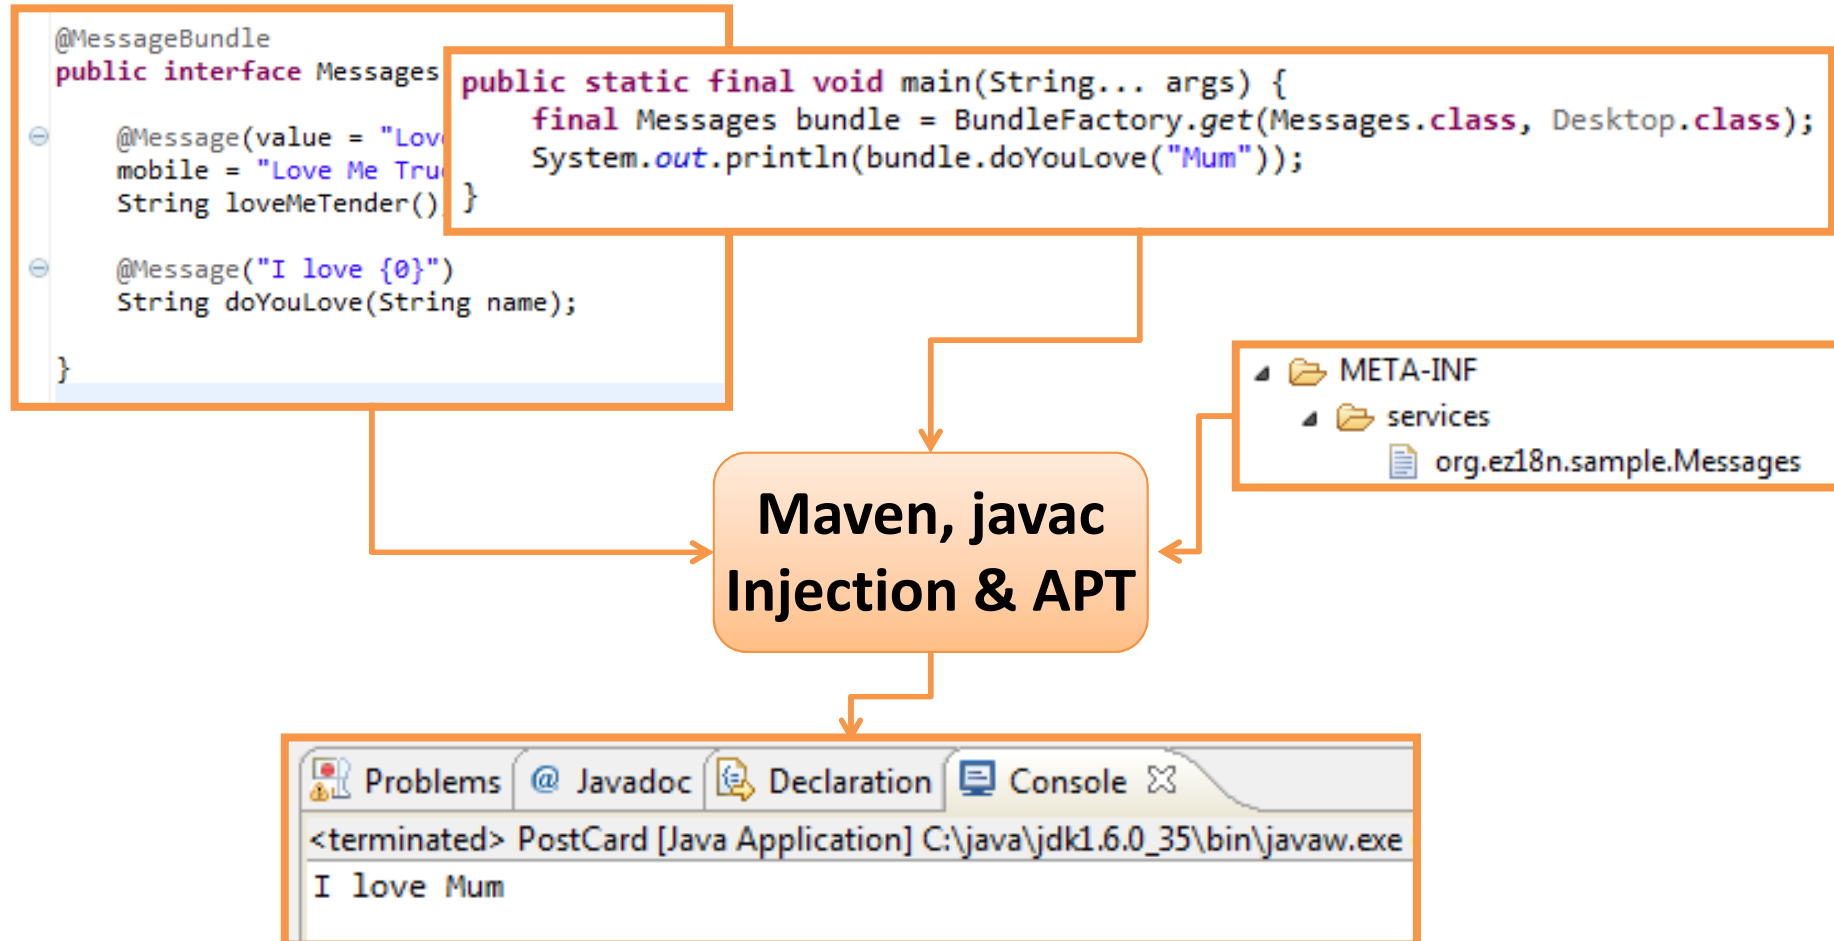 @MessageBundle
public interface Messages
@Message(value = "Lov
mobile = "Love Me Tru
String loveMeTender()
@Message("I love {0}")
String doYouLove(String name);
}
public static final void main(String... args) {
final Messages bundle = BundleFactory.get(Messages.class, Desktop.class);
System.out.println(bundle.doYouLove("Mum"));
}
META-INF
services
org.ez18n.sample.Messages
Maven, javac
Injection & APT
Problems @ Javadoc Declaration Console
<terminated> PostCard [Java Application] C:\java\jdk1.6.0_35\bin\javaw.exe
I love Mum